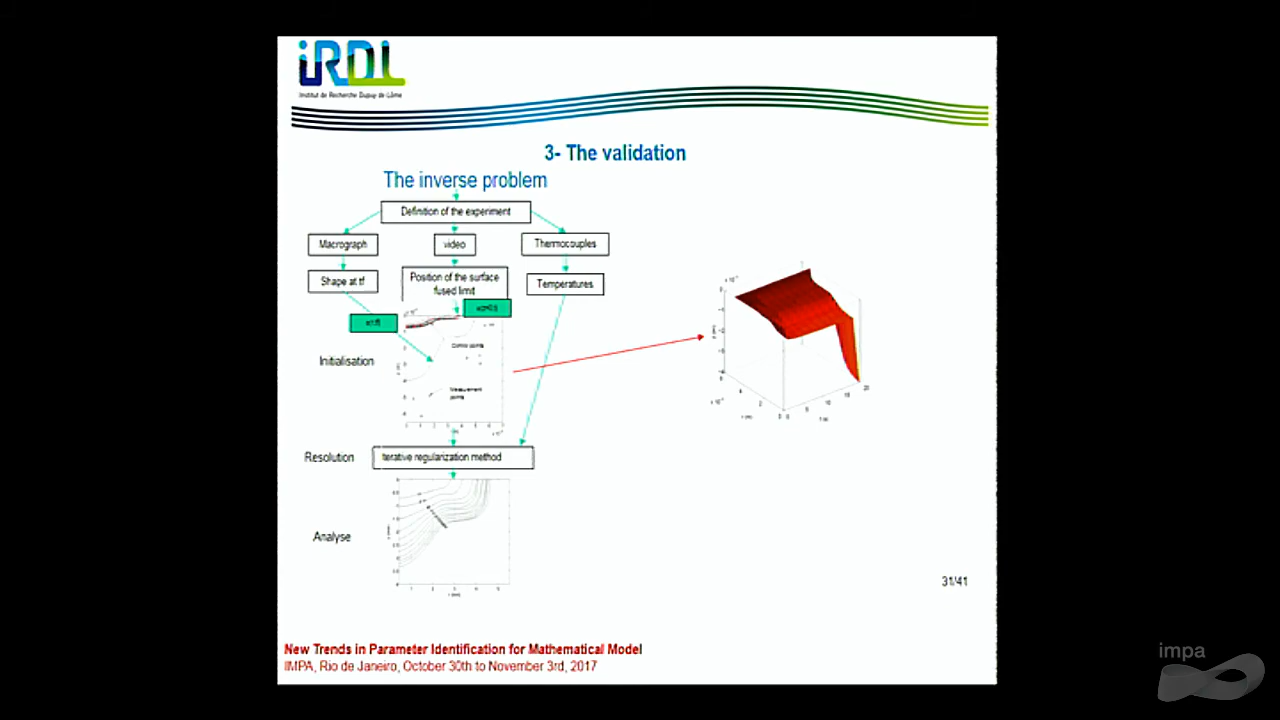 iRDL
Institut de Recherche Dupuy de Lôme
3- The validation
The inverse problem
Definition of the experiment
Macrograph
video
Thermocouples
Shape at tf
Position of the surface
fused limit
Temperatures
Initialisation
Control points
Measurement
points
Resolution
Iterative regularization method
Analyse
31/41
New Trends in Parameter Identification for Mathematical Model
IMPA, Rio de Janeiro, October 30th to November 3rd, 2017
impa